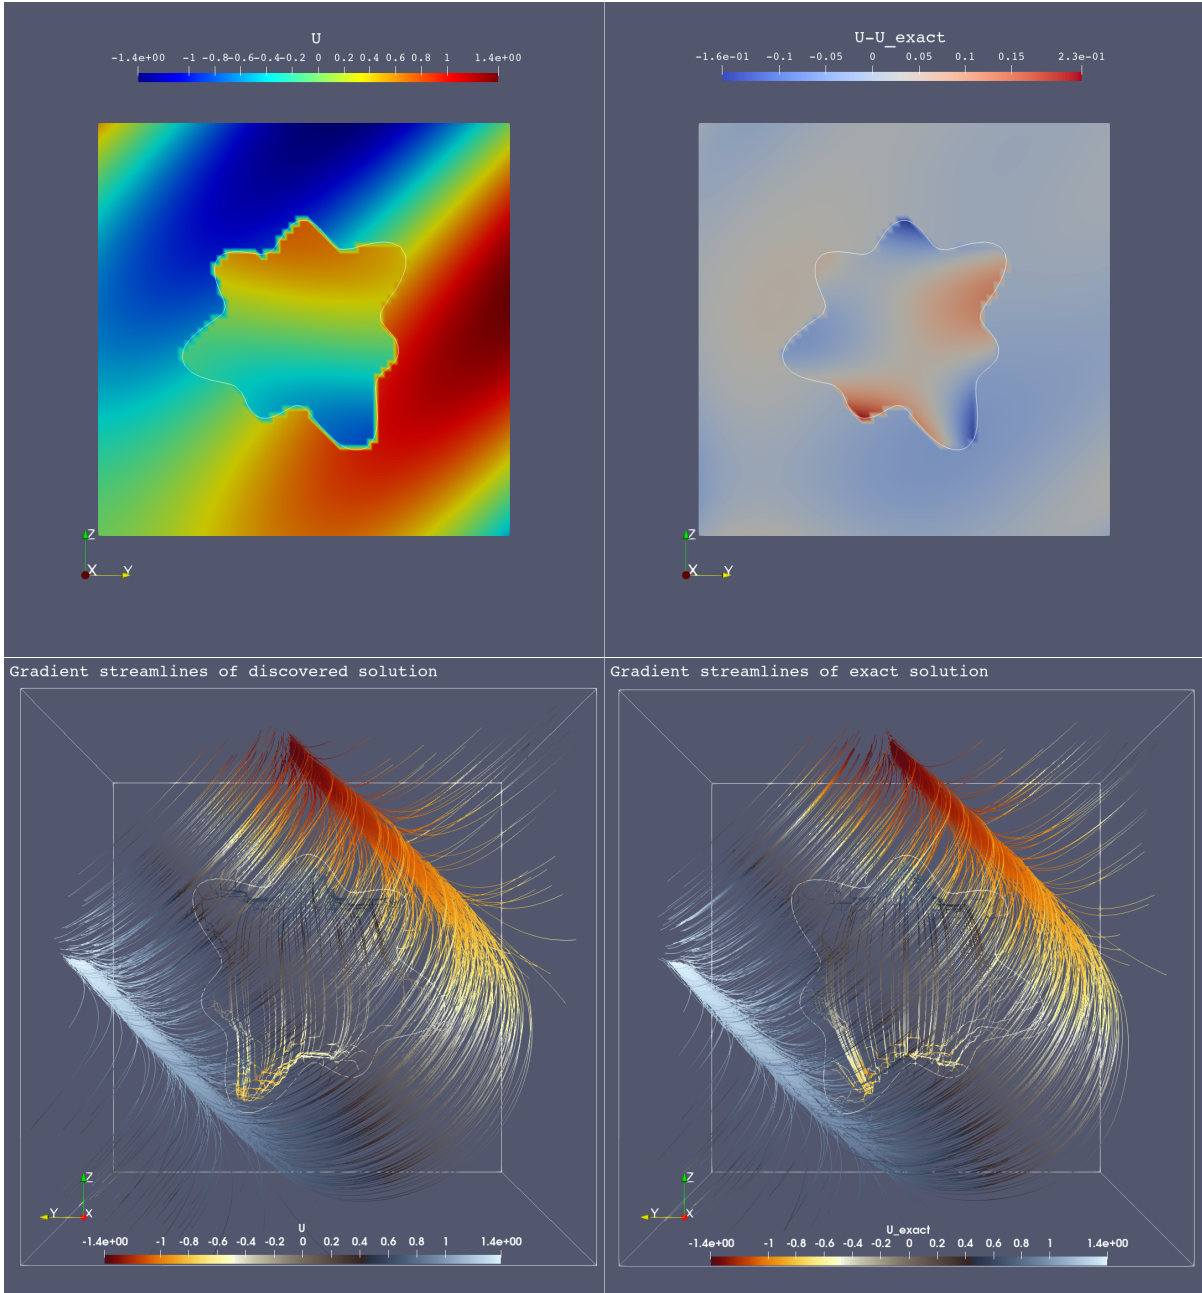 U
-1.4e+00 -1 -0.8 -0.6 -0.4 -0.2 0 0.2 0.4 0.6 0.8 1 1.4e+00
Z
X Y
U-U_exact
-1.6e-01 -0.1 -0.05 0 0.05 0.1 0.15 2.3e-01
Z
X Y
Gradient streamlines of discovered solution
Z
Y X
U
-1.4e+00 -1 -0.8 -0.6 -0.4 -0.2 0 0.2 0.4 0.6 0.8 1 1.4e+00
Gradient streamlines of exact solution
Z
Y X
U_exact
-1.4e+00 -1 -0.8 -0.6 -0.4 -0.2 0 0.2 0.4 0.6 0.8 1 1.4e+00